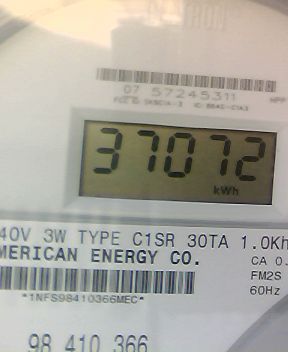 07 57245311
37072
kWh
40V 3W TYPE C1SR 30TA 1.0Kh
MERICAN ENERGY CO.
CA 0.
FM2S
60Hz
*1NFS98410366MEC*
98 410 366